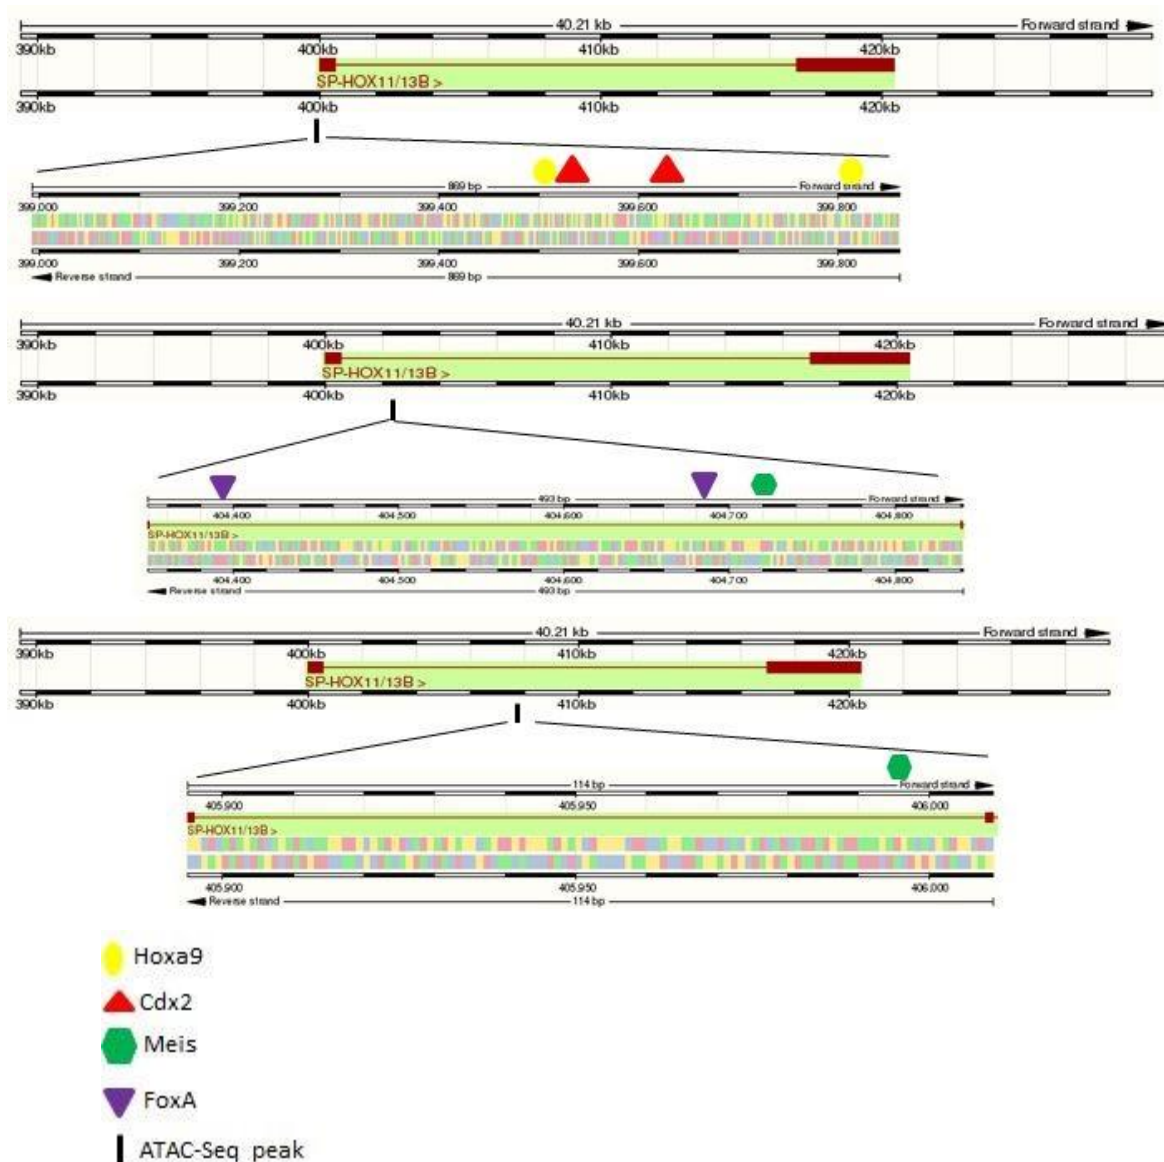 40.21 kb Forward strand
390kb 400kb 410kb 420kb
SP-HOX11/13B >
390kb 400kb 410kb 420kb
869 bp Forward strand
399,000 399,200 399,400 399,600 399,800
399,000 399,200 399,400 399,600 399,800
Reverse strand 869 bp
40.21 kb Forward strand
390kb 400kb 410kb 420kb
SP-HOX11/13B >
390kb 400kb 410kb 420kb
493 bp Forward strand
404,400 404,500 404,600 404,700 404,800
SP-HOX11/13B >
404,400 404,500 404,600 404,700 404,800
Reverse strand 493 bp
40.21 kb Forward strand
390kb 400kb 410kb 420kb
SP-HOX11/13B >
390kb 400kb 410kb 420kb
114 bp Forward strand
405,900 405,950 406,000
SP-HOX11/13B >
405,900 405,950 406,000
Reverse strand 114 bp
Hoxa9
Cdx2
Meis
FoxA
ATAC-Seq peak